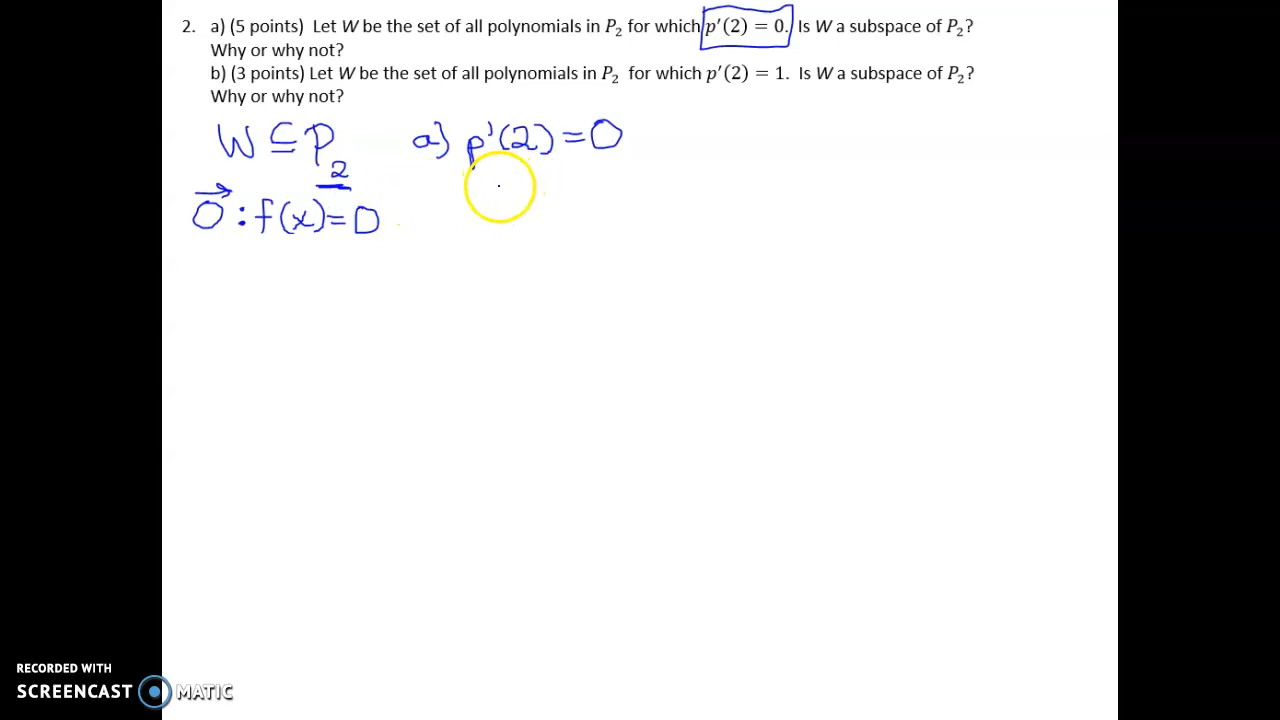 2. a) (5 points) Let W be the set of all polynomials in P₂ for which p′(2) = 0. Is W a subspace of P₂?
Why or why not?
b) (3 points) Let W be the set of all polynomials in P₂ for which p′(2) = 1. Is W a subspace of P₂?
Why or why not?
W ⊆ P₂ a) p'(2) = 0
0⃗ : f(x) = 0
RECORDED WITH
SCREENCAST MATIC